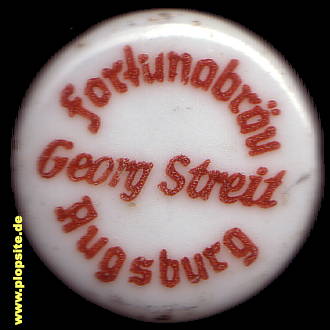 Fortunabräu
Georg Streit
Augsburg
www.plopsite.de